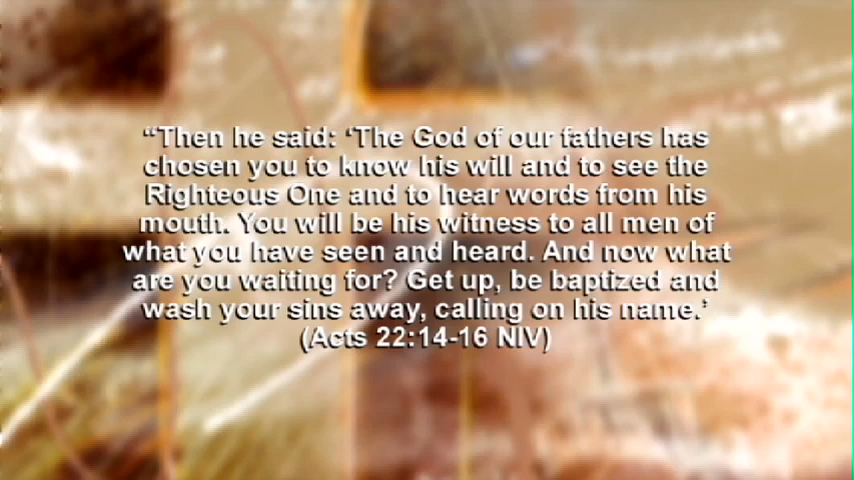 “Then he said: ‘The God of our fathers has
chosen you to know his will and to see the
Righteous One and to hear words from his
mouth. You will be his witness to all men of
what you have seen and heard. And now what
are you waiting for? Get up, be baptized and
wash your sins away, calling on his name.’
(Acts 22:14-16 NIV)